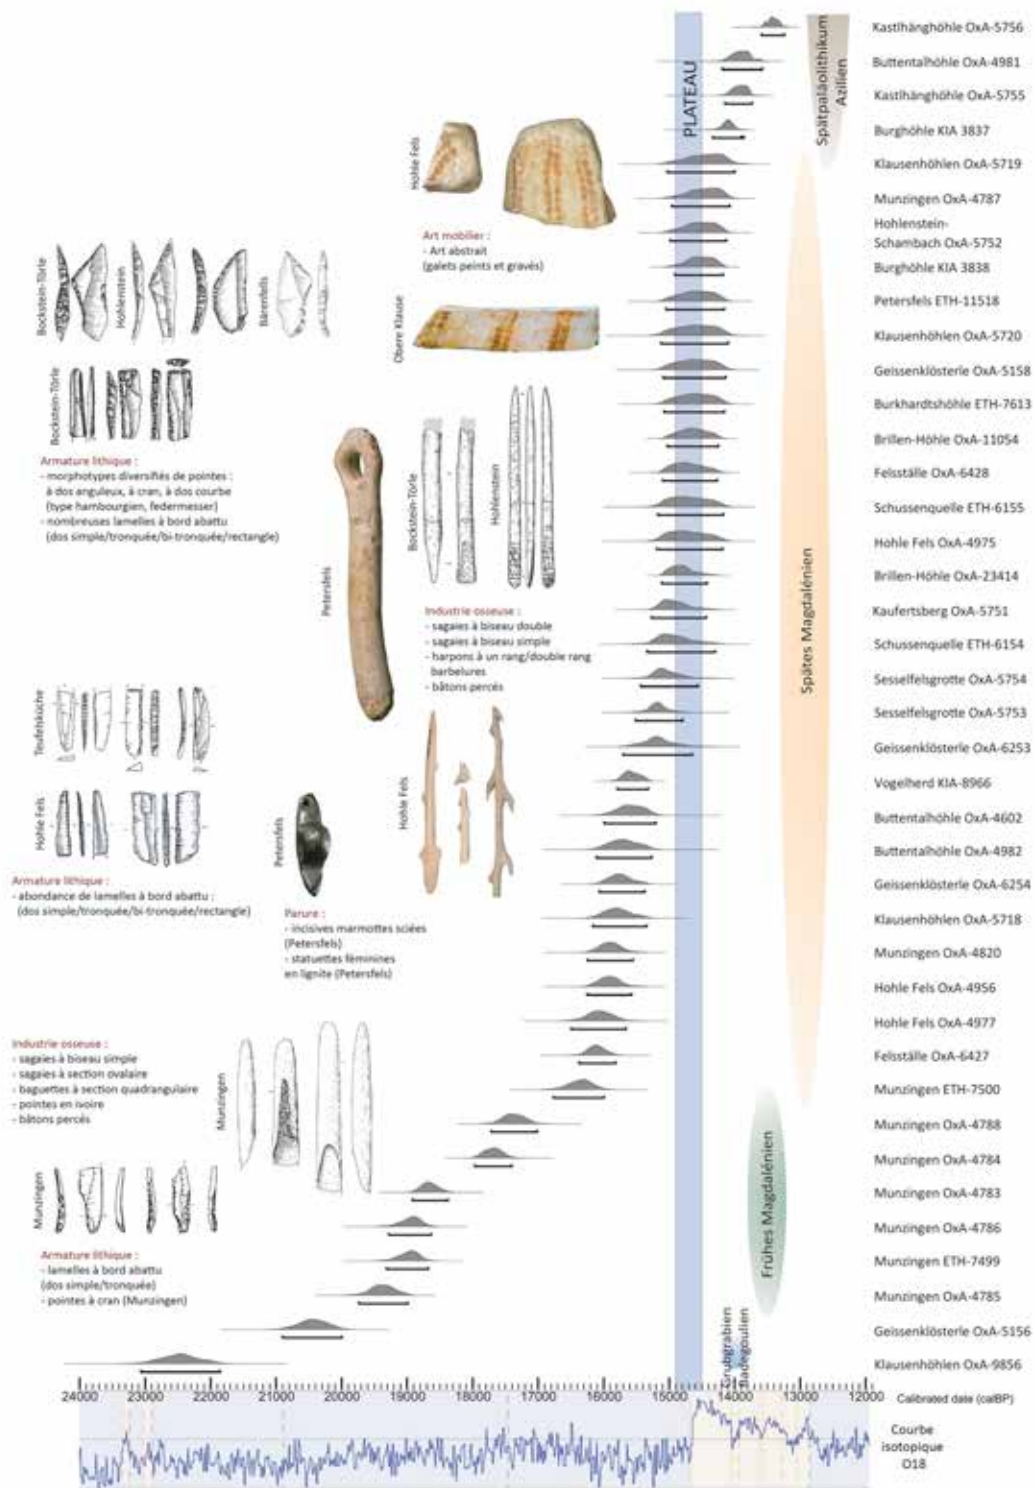 Kastlhänghöhle OxA-5756
Buttentalhöhle OxA-4981
Kastlhänghöhle OxA-5755
Burghöhle KIA 3837
Klausenhöhlen OxA-5719
Munzingen OxA-4787
Hohlenstein-
Schambach OxA-5752
Burghöhle KIA 3838
Petersfels ETH-11518
Klausenhöhlen OxA-5720
Geissenklösterle OxA-5158
Burkhardtshöhle ETH-7613
Brillen-Höhle OxA-11054
Felsställe OxA-6428
Schussenquelle ETH-6155
Hohle Fels OxA-4975
Brillen-Höhle OxA-23414
Kaufertsberg OxA-5751
Schussenquelle ETH-6154
Sesselfelsgrotte OxA-5754
Sesselfelsgrotte OxA-5753
Geissenklösterle OxA-6253
Vogelherd KIA-8966
Buttentalhöhle OxA-4602
Buttentalhöhle OxA-4982
Geissenklösterle OxA-6254
Klausenhöhlen OxA-5718
Munzingen OxA-4820
Hohle Fels OxA-4956
Hohle Fels OxA-4977
Felsställe OxA-6427
Munzingen ETH-7500
Munzingen OxA-4788
Munzingen OxA-4784
Munzingen OxA-4783
Munzingen OxA-4786
Munzingen ETH-7499
Munzingen OxA-4785
Geissenklösterle OxA-5156
Klausenhöhlen OxA-9856
PLATEAU
Spätpaläolithikum
Azilien
Spätes Magdalénien
Frühes Magdalénien
Grubgrabien
Badegoulien
Hohle Fels
Art mobilier :
- Art abstrait
(galets peints et gravés)
Obere Klause
Bockstein-Törle
Hohlenstein
Bärenfels
Bockstein-Törle
Armature lithique :
- morphotypes diversifiés de pointes :
à dos anguleux, à cran, à dos courbe
(type hambourgien, federmesser)
- nombreuses lamelles à bord abattu
(dos simple/tronquée/bi-tronquée/rectangle)
Petersfels
Bockstein-Törle
Hohlenstein
Industrie osseuse :
- sagaies à biseau double
- sagaies à biseau simple
- harpons à un rang/double rang
barbelures
- bâtons percés
Teufelsküche
Hohle Fels
Armature lithique :
- abondance de lamelles à bord abattu :
(dos simple/tronquée/bi-tronquée/rectangle)
Petersfels
Hohle Fels
Parure :
- incisives marmottes sciées
(Petersfels)
- statuettes féminines
en lignite (Petersfels)
Industrie osseuse :
- sagaies à biseau simple
- sagaies à section ovalaire
- baguettes à section quadrangulaire
- pointes en ivoire
- bâtons percés
Munzingen
Munzingen
Armature lithique :
- lamelles à bord abattu
(dos simple/tronquée)
- pointes à cran (Munzingen)
24000 23000 22000 21000 20000 19000 18000 17000 16000 15000 14000 13000 12000
Calibrated date (calBP)
Courbe
isotopique
O18